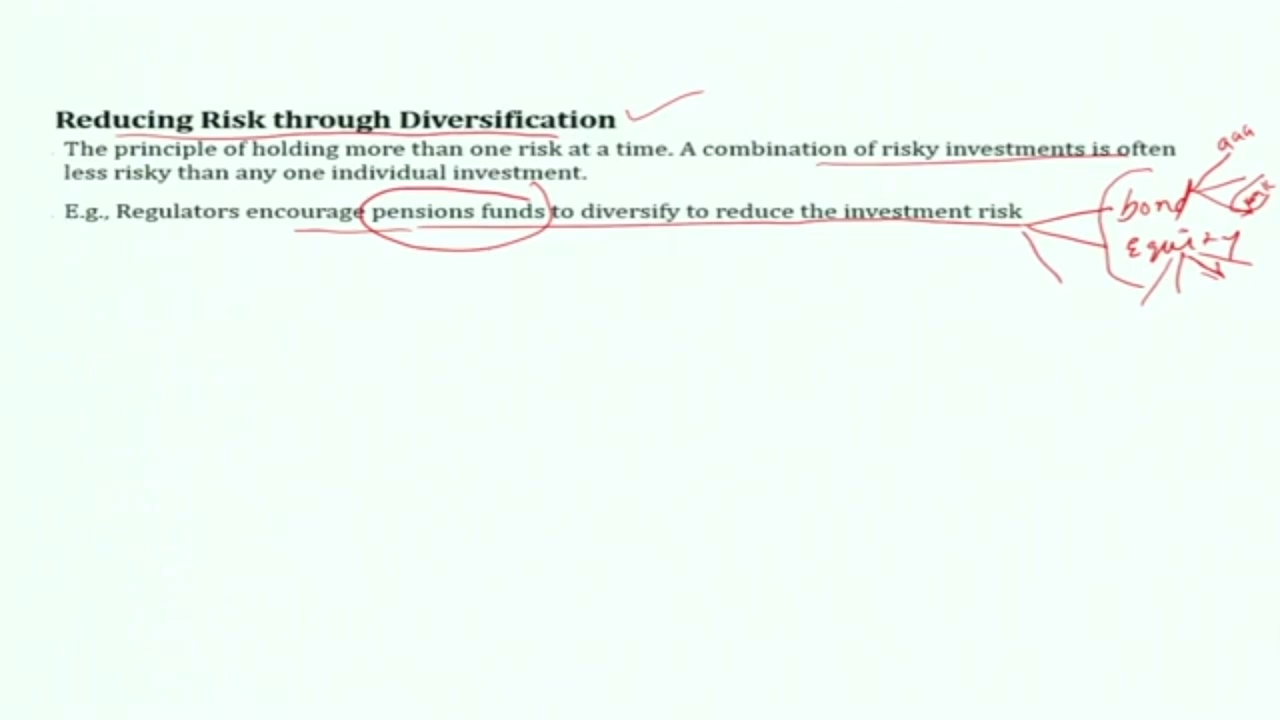 Reducing Risk through Diversification
The principle of holding more than one risk at a time. A combination of risky investments is often
less risky than any one individual investment.
E.g., Regulators encourage pensions funds to diversify to reduce the investment risk
aaa
bond
Equity